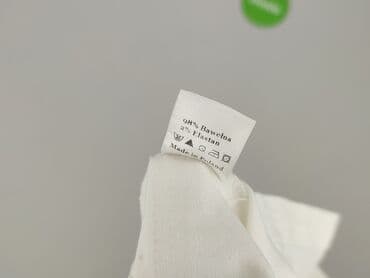 98% Bawełna
2% Elastan
Made in Poland